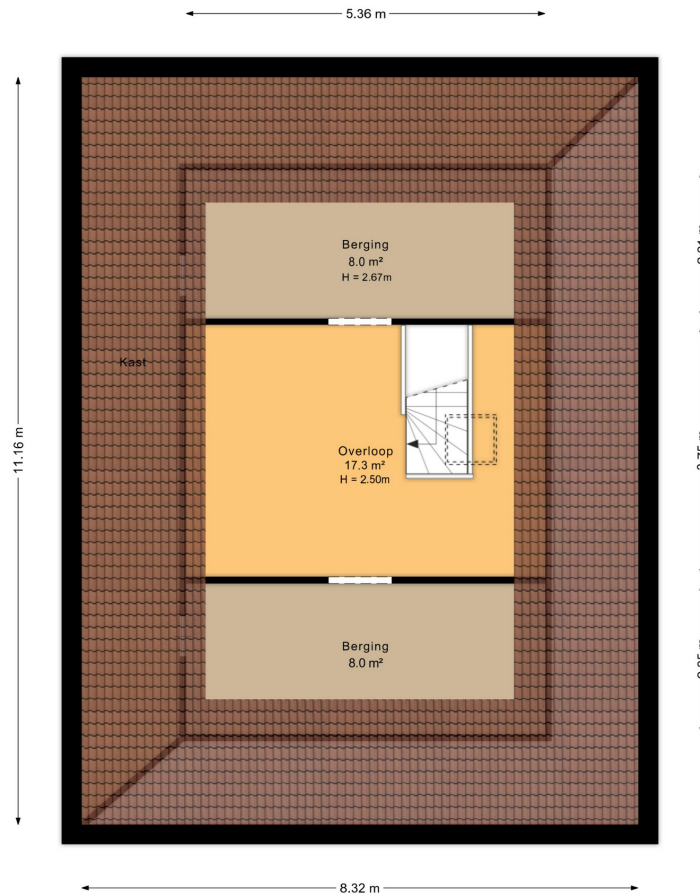 5.36 m
Berging
8.0 m²
H = 2.67m
Kast
11.16 m
Overloop
17.3 m²
H = 2.50m
Berging
8.0 m²
8.32 m